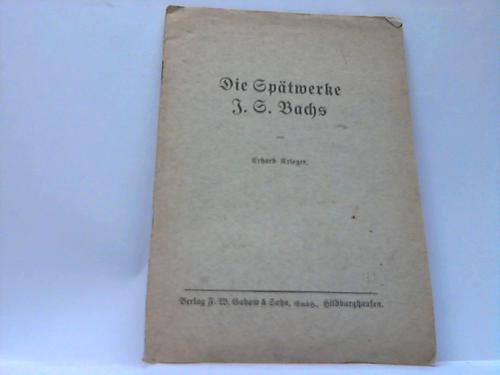 Die Spätwerke
J. S. Bachs
von
Erhard Krieger.
Verlag F. W. Gadow & Sohn, GmbH., Hildburghausen.